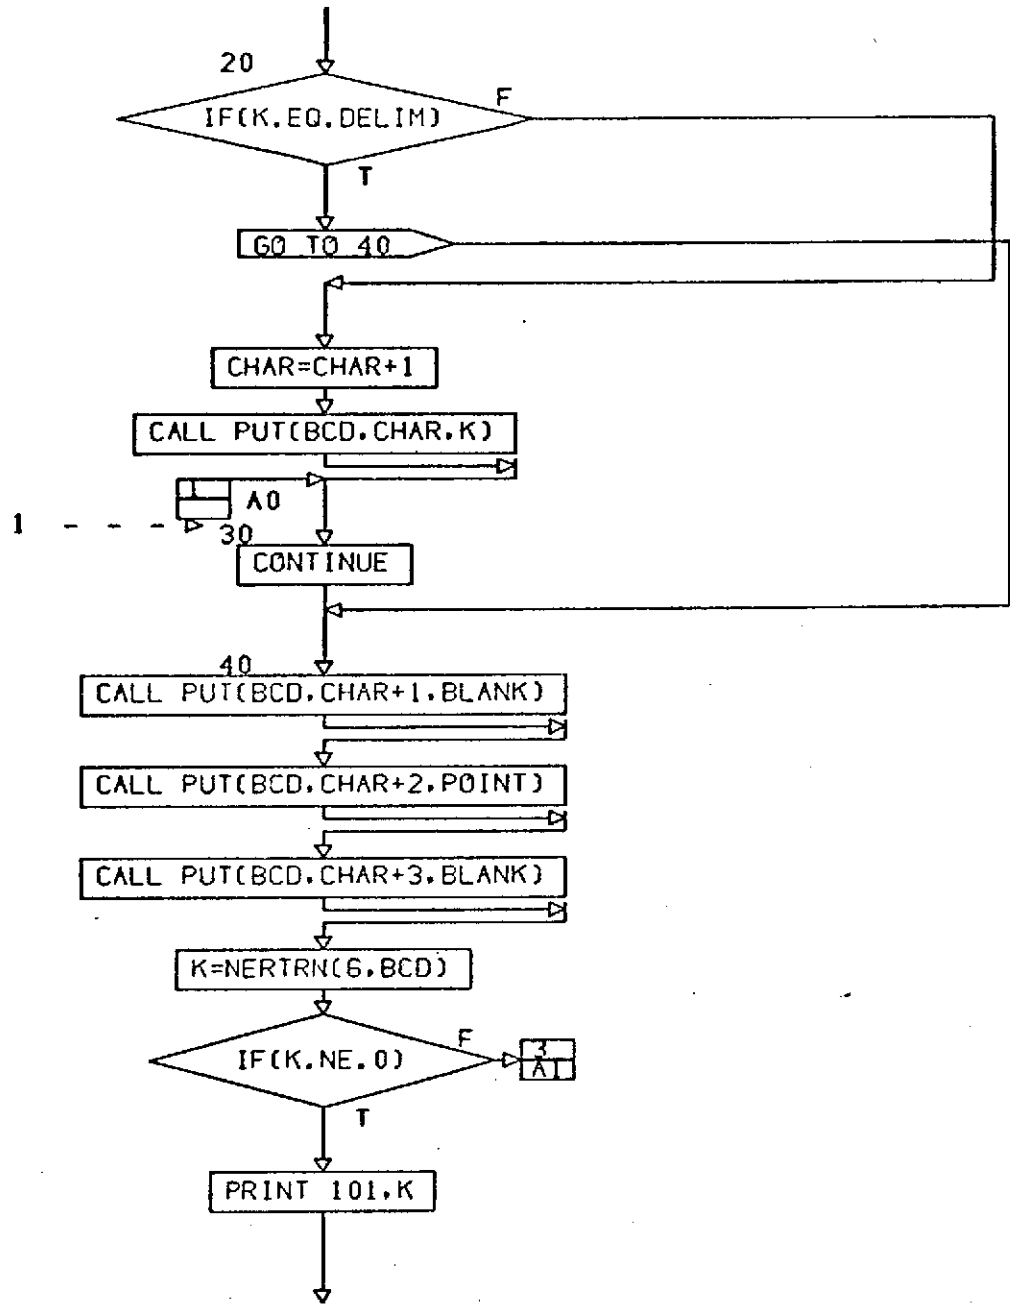 20
IF(K.EQ.DELIM)
F
T
GO TO 40
CHAR=CHAR+1
CALL PUT(BCD,CHAR,K)
1
A0
1
30
CONTINUE
40
CALL PUT(BCD,CHAR+1,BLANK)
CALL PUT(BCD,CHAR+2,POINT)
CALL PUT(BCD,CHAR+3,BLANK)
K=NERTRN(6,BCD)
IF(K.NE.0)
F
3
A1
T
PRINT 101,K